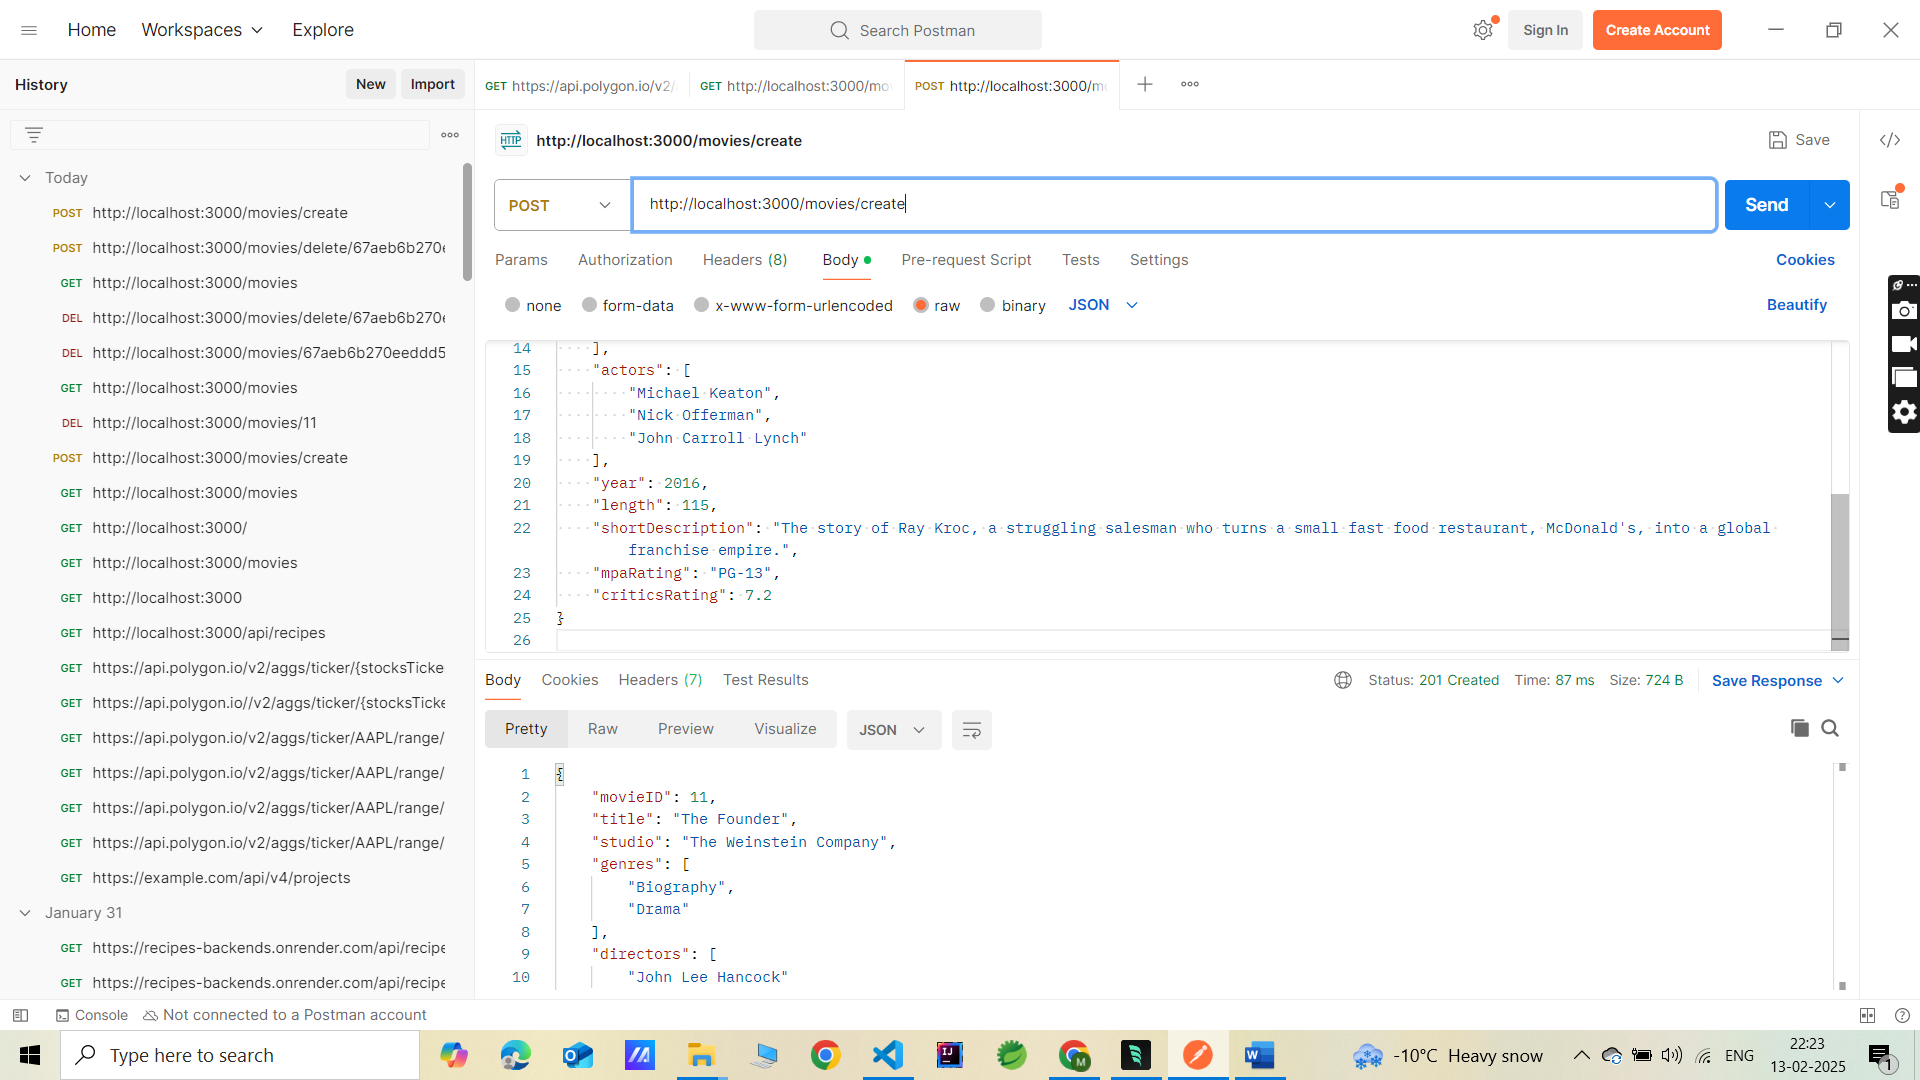 Home Workspaces Explore Search Postman Sign In Create Account
History New Import
GET https://api.polygon.io/v2/ GET http://localhost:3000/mo POST http://localhost:3000/m
HTTP http://localhost:3000/movies/create Save
POST http://localhost:3000/movies/create Send
Params Authorization Headers (8) Body Pre-request Script Tests Settings Cookies
none form-data x-www-form-urlencoded raw binary JSON Beautify
Today
POST http://localhost:3000/movies/create
POST http://localhost:3000/movies/delete/67aeb6b270e
GET http://localhost:3000/movies
DEL http://localhost:3000/movies/delete/67aeb6b270e
DEL http://localhost:3000/movies/67aeb6b270eeddd5
GET http://localhost:3000/movies
DEL http://localhost:3000/movies/11
POST http://localhost:3000/movies/create
GET http://localhost:3000/movies
GET http://localhost:3000/
GET http://localhost:3000/movies
GET http://localhost:3000
GET http://localhost:3000/api/recipes
GET https://api.polygon.io/v2/aggs/ticker/{stocksTicke
GET https://api.polygon.io//v2/aggs/ticker/{stocksTicke
GET https://api.polygon.io/v2/aggs/ticker/AAPL/range/
GET https://api.polygon.io/v2/aggs/ticker/AAPL/range/
GET https://api.polygon.io/v2/aggs/ticker/AAPL/range/
GET https://api.polygon.io/v2/aggs/ticker/AAPL/range/
GET https://example.com/api/v4/projects
January 31
GET https://recipes-backends.onrender.com/api/recipe
GET https://recipes-backends.onrender.com/api/recipe
14 ],
15 "actors": [
16 "Michael Keaton",
17 "Nick Offerman",
18 "John Carroll Lynch"
19 ],
20 "year": 2016,
21 "length": 115,
22 "shortDescription": "The story of Ray Kroc, a struggling salesman who turns a small fast food restaurant, McDonald's, into a global
franchise empire.",
23 "mpaRating": "PG-13",
24 "criticsRating": 7.2
25 }
26
Body Cookies Headers (7) Test Results Status: 201 Created Time: 87 ms Size: 724 B Save Response
Pretty Raw Preview Visualize JSON
1 {
2 "movieID": 11,
3 "title": "The Founder",
4 "studio": "The Weinstein Company",
5 "genres": [
6 "Biography",
7 "Drama"
8 ],
9 "directors": [
10 "John Lee Hancock"
Console Not connected to a Postman account
Type here to search -10°C Heavy snow ENG 22:23
13-02-2025
1